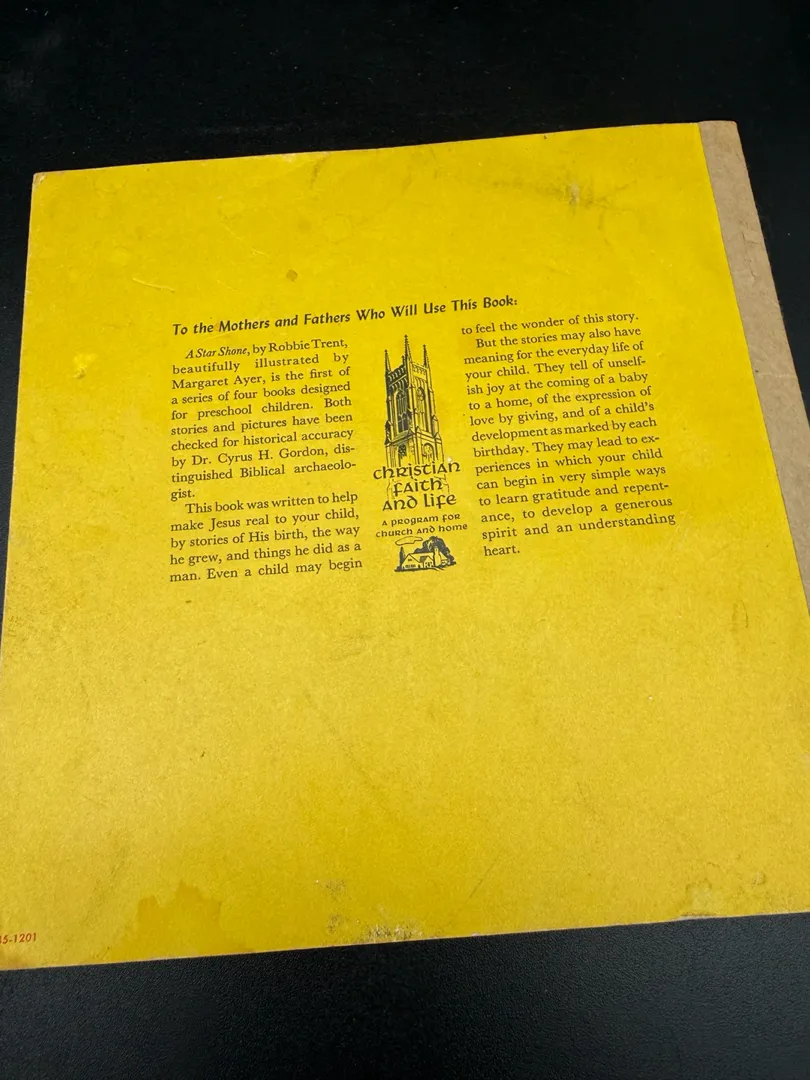 To the Mothers and Fathers Who Will Use This Book:
A Star Shone, by Robbie Trent,
beautifully illustrated by
Margaret Ayer, is the first of
a series of four books designed
for preschool children. Both
stories and pictures have been
checked for historical accuracy
by Dr. Cyrus H. Gordon, dis-
tinguished Biblical archaeolo-
gist.
This book was written to help
make Jesus real to your child,
by stories of His birth, the way
he grew, and things he did as a
man. Even a child may begin
christian
faith
and life
a program for
church and home
to feel the wonder of this story.
But the stories may also have
meaning for the everyday life of
your child. They tell of unself-
ish joy at the coming of a baby
to a home, of the expression of
love by giving, and of a child's
development as marked by each
birthday. They may lead to ex-
periences in which your child
can begin in very simple ways
to learn gratitude and repent-
ance, to develop a generous
spirit and an understanding
heart.
5-1201